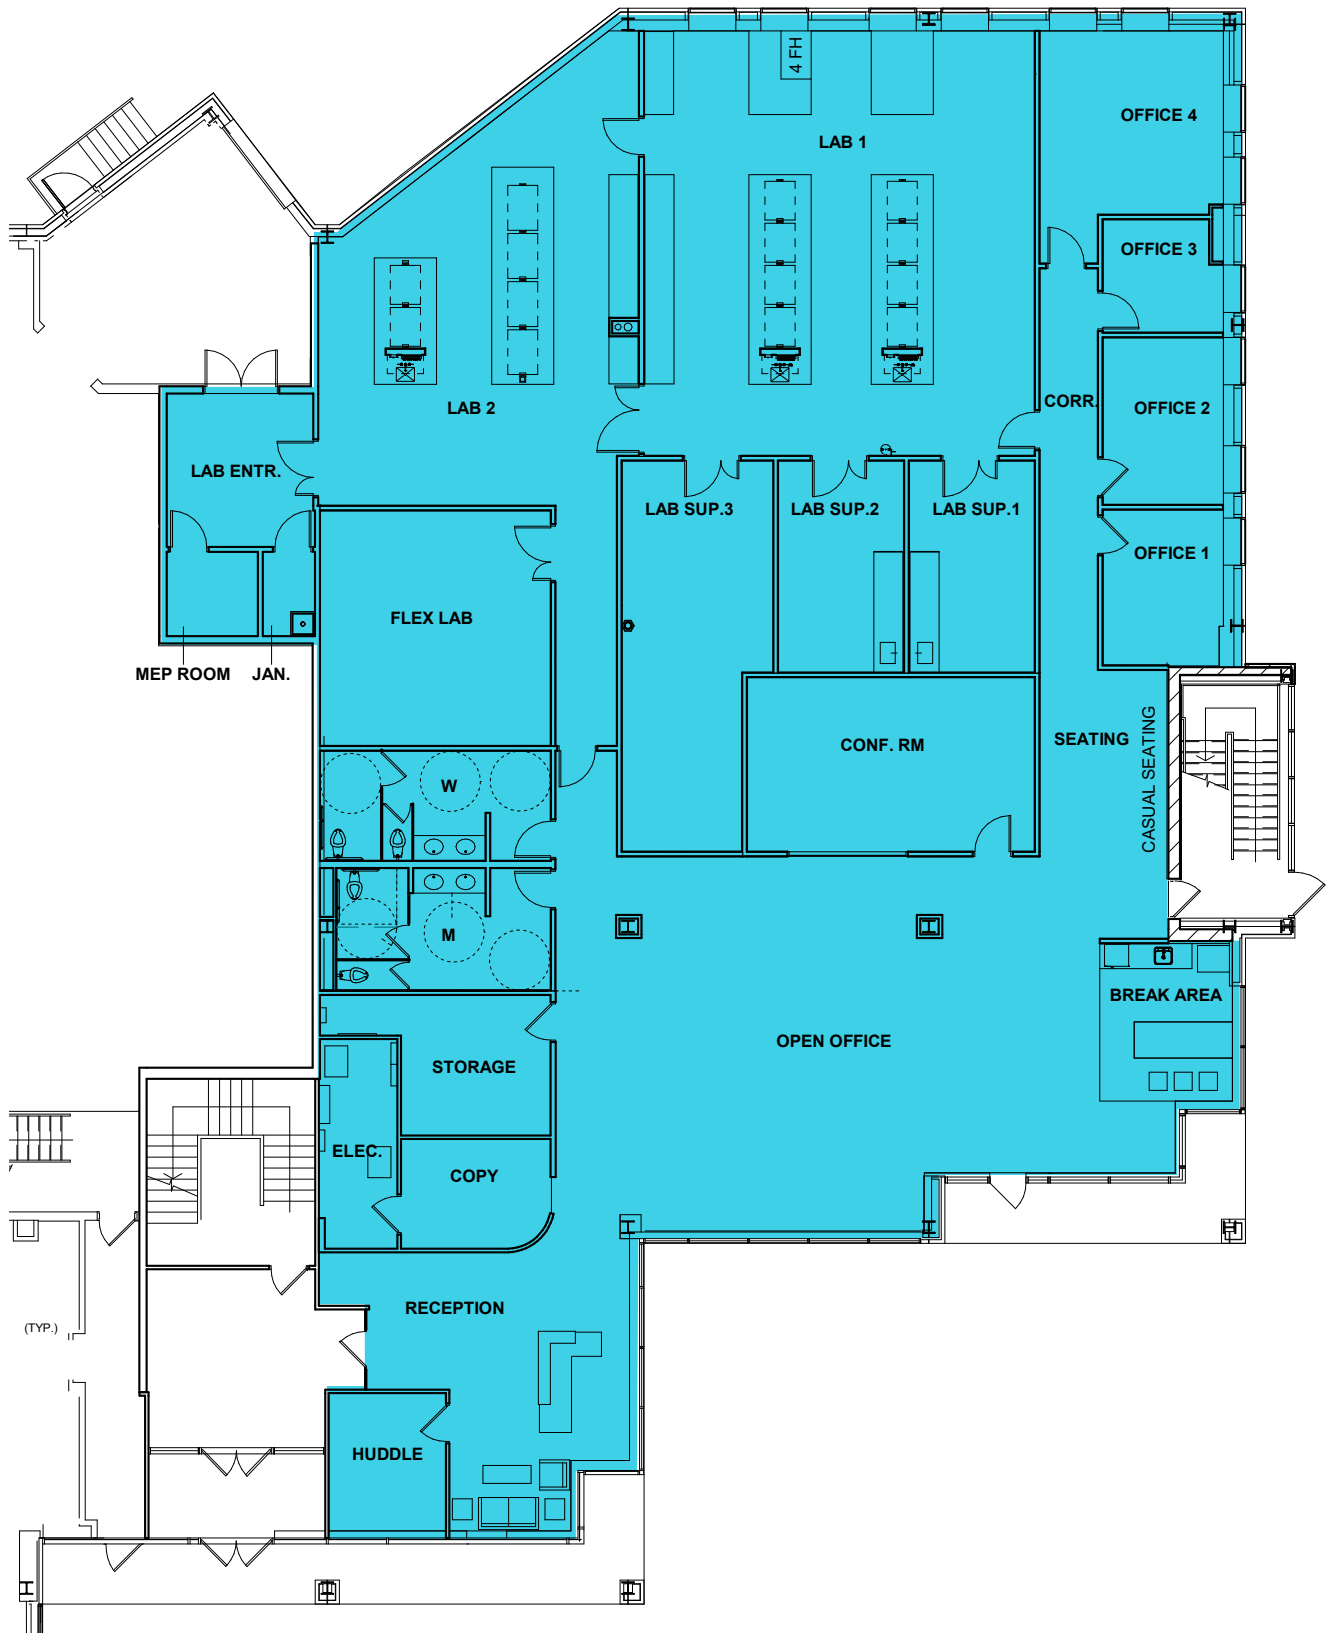 4 FH
OFFICE 4
LAB 1
OFFICE 3
CORR.
OFFICE 2
LAB 2
LAB ENTR.
LAB SUP.3
LAB SUP.2
LAB SUP.1
OFFICE 1
FLEX LAB
MEP ROOM
JAN.
CONF. RM
SEATING
CASUAL SEATING
W
M
BREAK AREA
OPEN OFFICE
STORAGE
ELEC.
COPY
RECEPTION
(TYP.)
HUDDLE